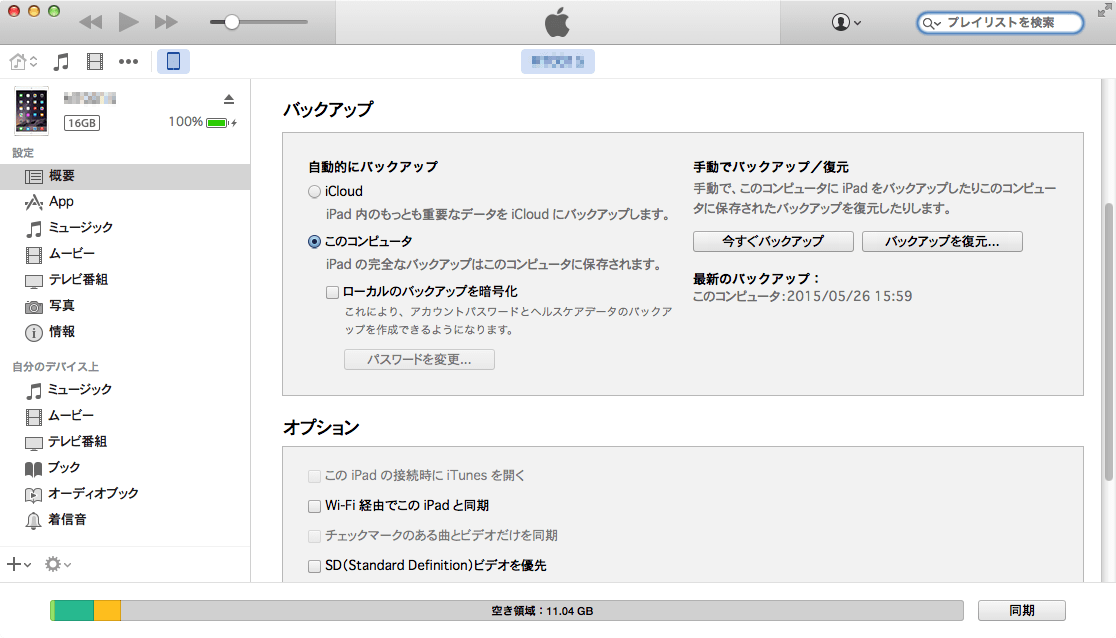 プレイリストを検索
16GB
100%
設定
概要
App
ミュージック
ムービー
テレビ番組
写真
情報
自分のデバイス上
ミュージック
ムービー
テレビ番組
ブック
オーディオブック
着信音
バックアップ
自動的にバックアップ
iCloud
iPad 内のもっとも重要なデータを iCloud にバックアップします。
このコンピュータ
iPad の完全なバックアップはこのコンピュータに保存されます。
ローカルのバックアップを暗号化
これにより、アカウントパスワードとヘルスケアデータのバックア
ップを作成できるようになります。
パスワードを変更...
手動でバックアップ／復元
手動で、このコンピュータに iPad をバックアップしたりこのコンピュー
タに保存されたバックアップを復元したりします。
今すぐバックアップ
バックアップを復元...
最新のバックアップ：
このコンピュータ:2015/05/26 15:59
オプション
この iPad の接続時に iTunes を開く
Wi-Fi 経由でこの iPad と同期
チェックマークのある曲とビデオだけを同期
SD（Standard Definition）ビデオを優先
空き領域：11.04 GB
同期